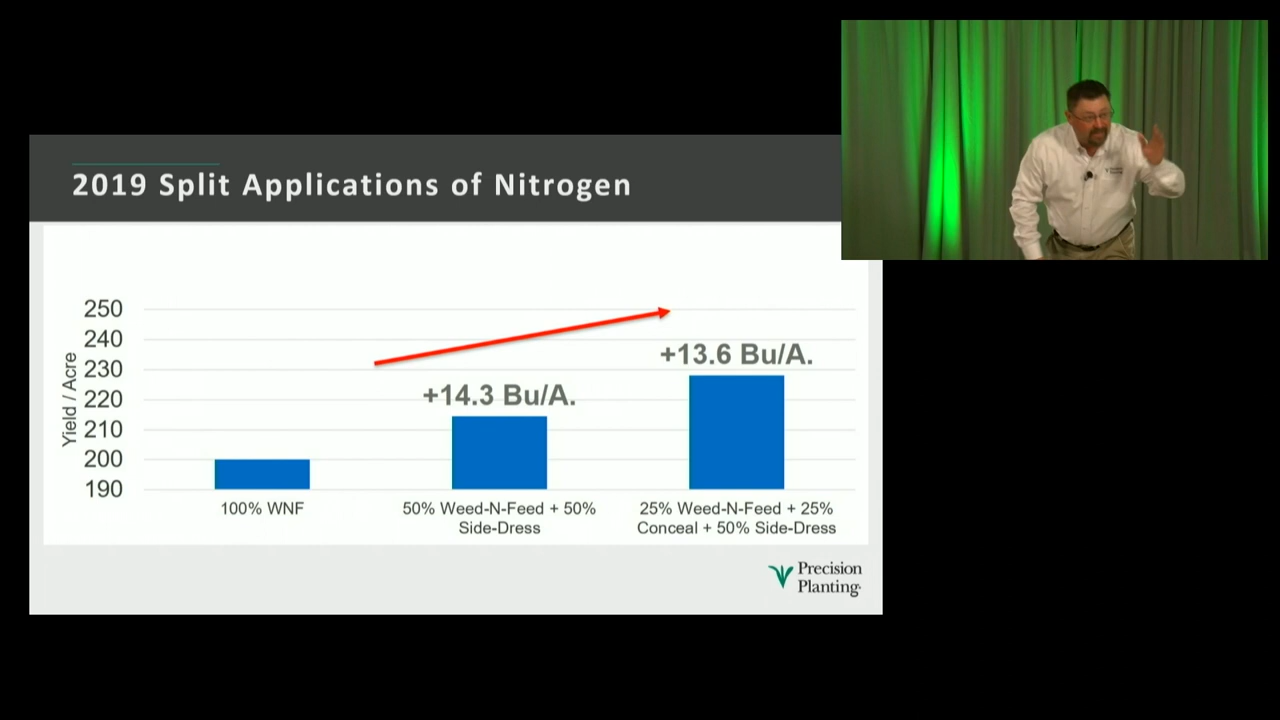 2019 Split Applications of Nitrogen
250
240
230
220
210
200
190
Yield / Acre
+14.3 Bu/A.
+13.6 Bu/A.
100% WNF
50% Weed-N-Feed + 50%
Side-Dress
25% Weed-N-Feed + 25%
Conceal + 50% Side-Dress
Precision
Planting
Precision
Planting